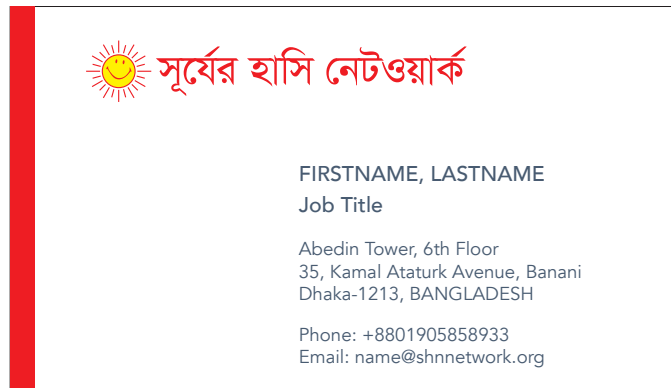 সূর্যের হাসি নেটওয়ার্ক
FIRSTNAME, LASTNAME
Job Title
Abedin Tower, 6th Floor
35, Kamal Ataturk Avenue, Banani
Dhaka-1213, BANGLADESH
Phone: +8801905858933
Email: name@shnnetwork.org